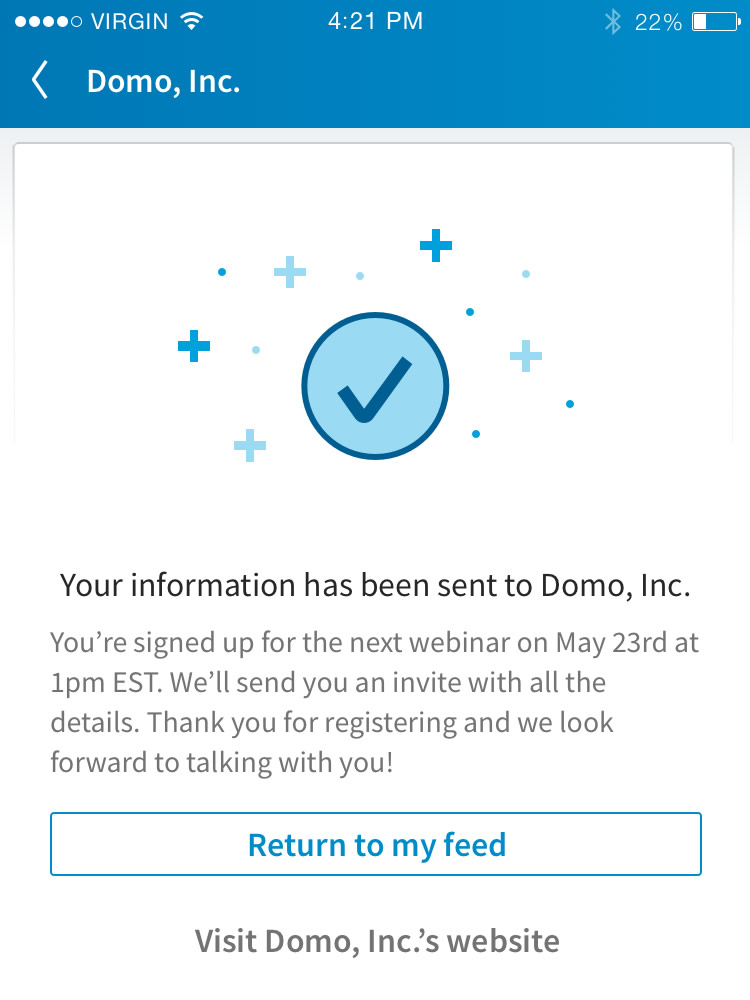 VIRGIN 4:21 PM 22%
Domo, Inc.
Your information has been sent to Domo, Inc.
You’re signed up for the next webinar on May 23rd at
1pm EST. We’ll send you an invite with all the
details. Thank you for registering and we look
forward to talking with you!
Return to my feed
Visit Domo, Inc.’s website